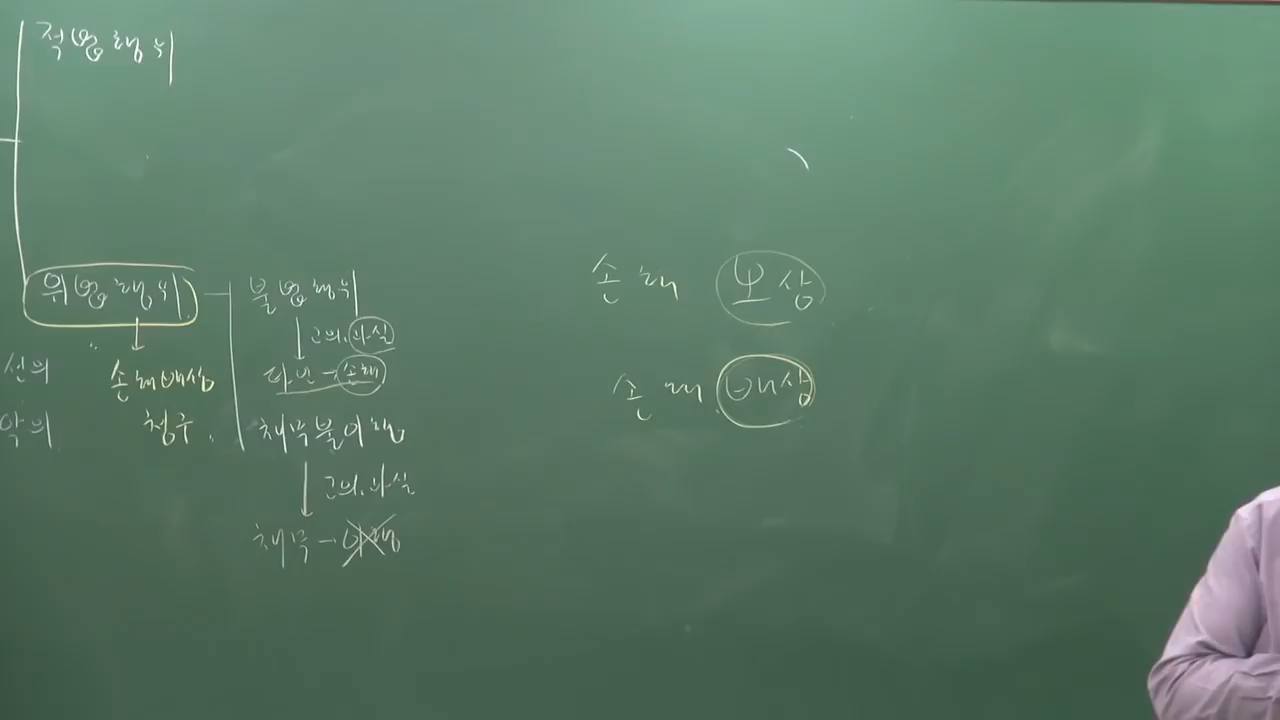 적법행위
위법행위
불법행위
고의, 과실
타인 → 손해
손해배상
청구
선의
악의
채무불이행
고의, 과실
채무 → 이행
손해 보상
손해 배상